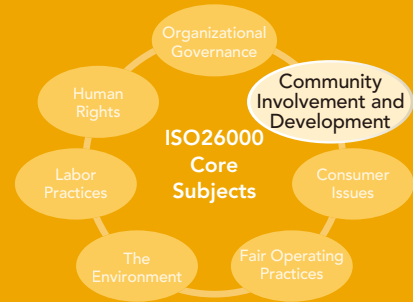 Organizational
Governance
Community
Involvement and
Development
Human
Rights
ISO26000
Core
Subjects
Labor
Practices
Consumer
Issues
The
Environment
Fair Operating
Practices